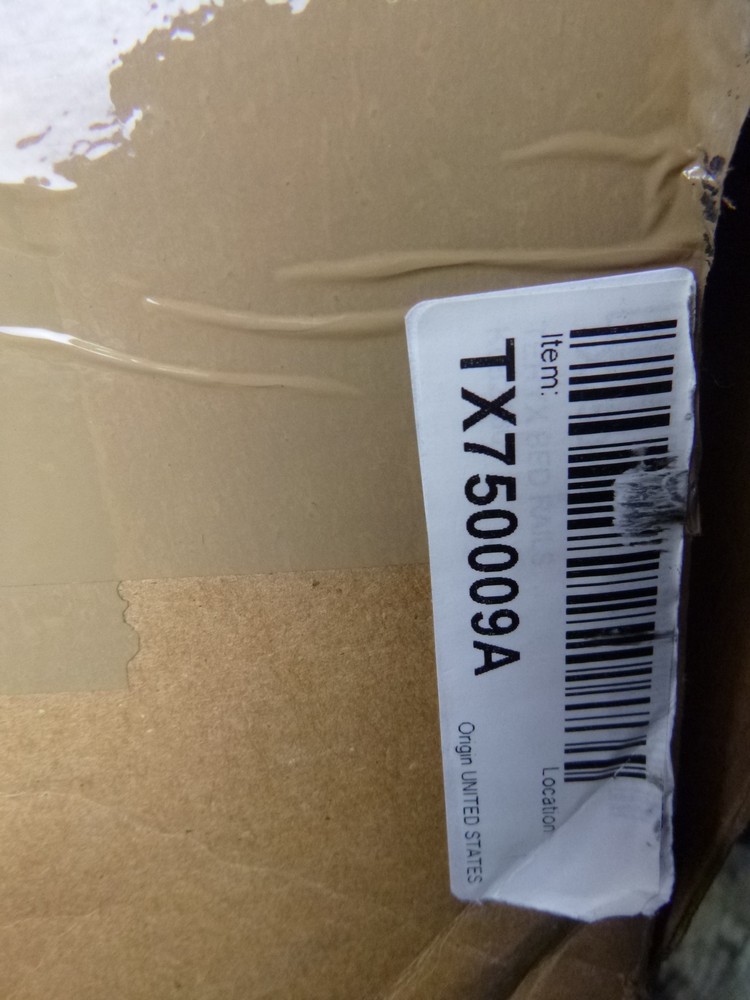 Item:
Location
TX750009A
Origin UNITED STATES